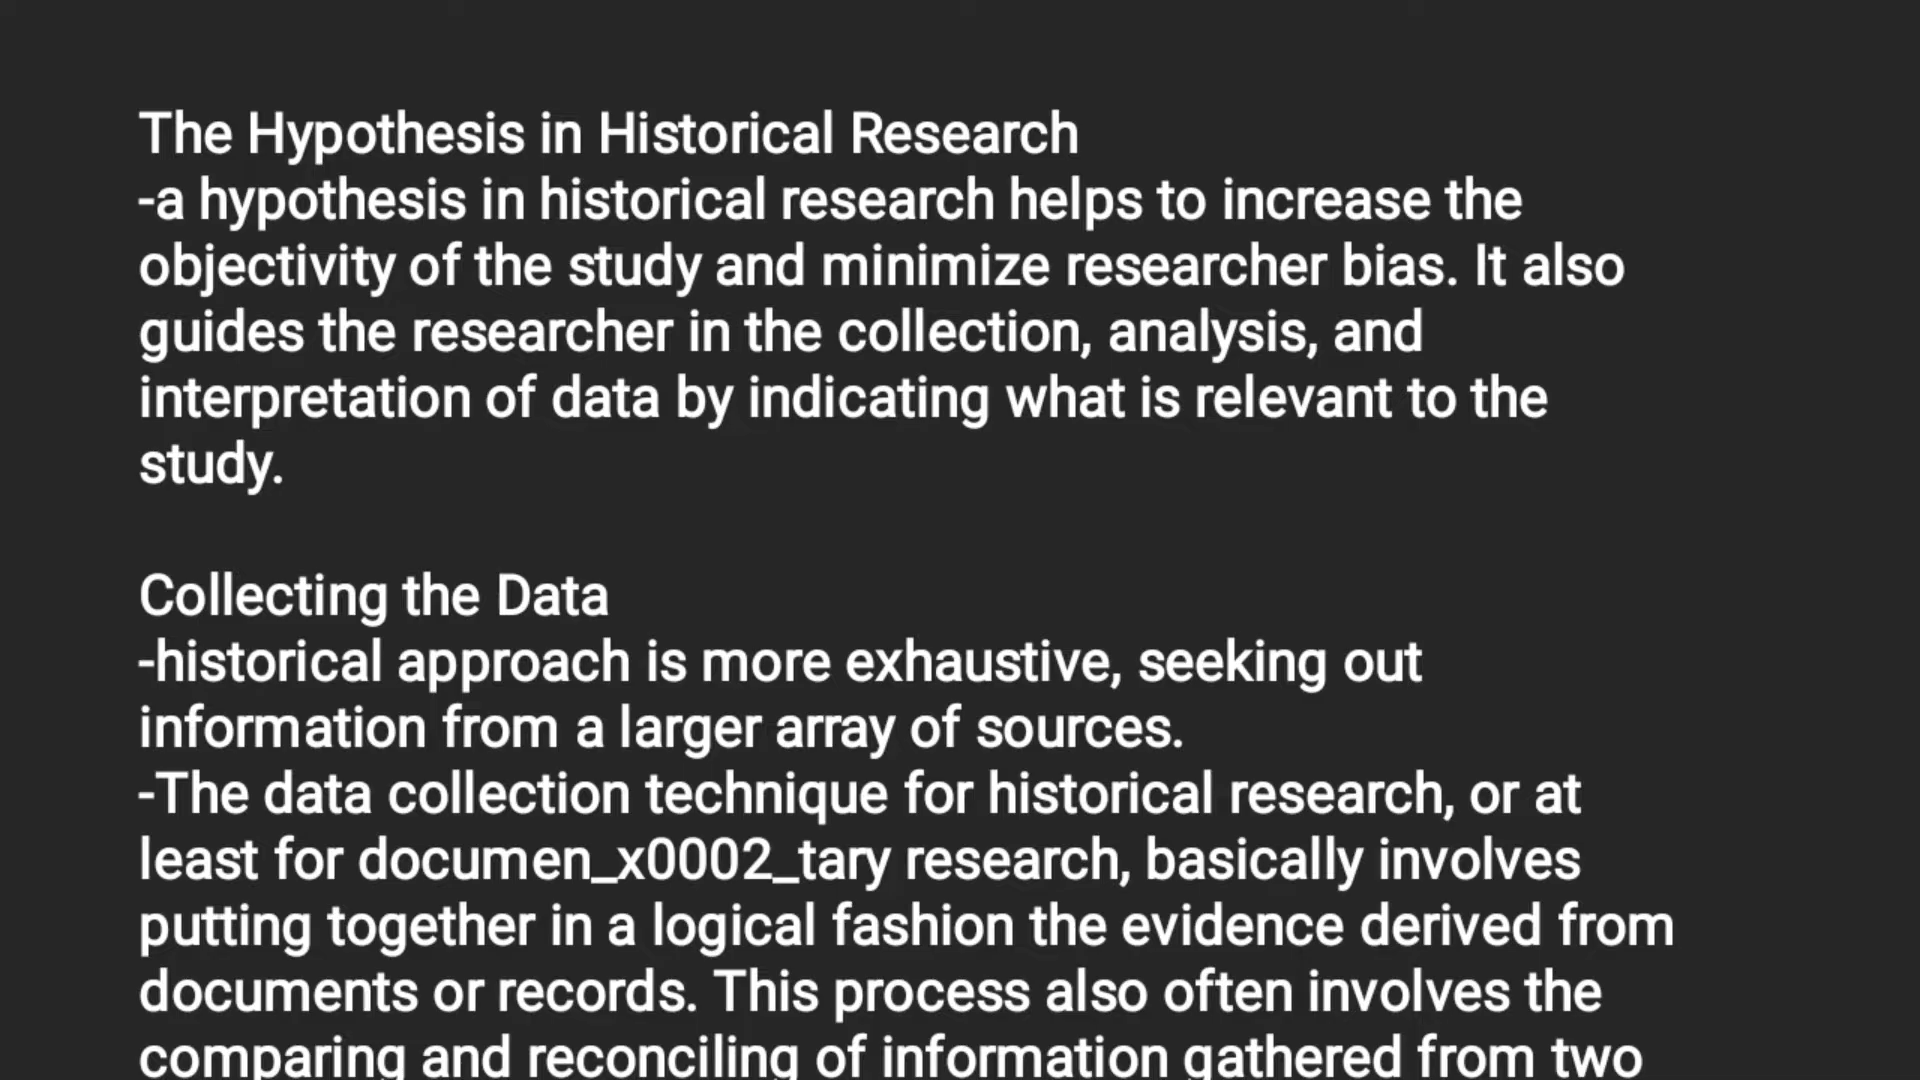 The Hypothesis in Historical Research
-a hypothesis in historical research helps to increase the
objectivity of the study and minimize researcher bias. It also
guides the researcher in the collection, analysis, and
interpretation of data by indicating what is relevant to the
study.
Collecting the Data
-historical approach is more exhaustive, seeking out
information from a larger array of sources.
-The data collection technique for historical research, or at
least for documen_x0002_tary research, basically involves
putting together in a logical fashion the evidence derived from
documents or records. This process also often involves the
comparing and reconciling of information gathered from two